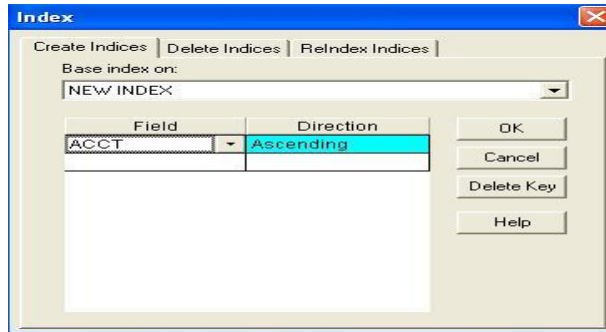 Index
Create Indices Delete Indices ReIndex Indices
Base index on:
NEW INDEX
Field Direction OK
ACCT Ascending
Cancel
Delete Key
Help